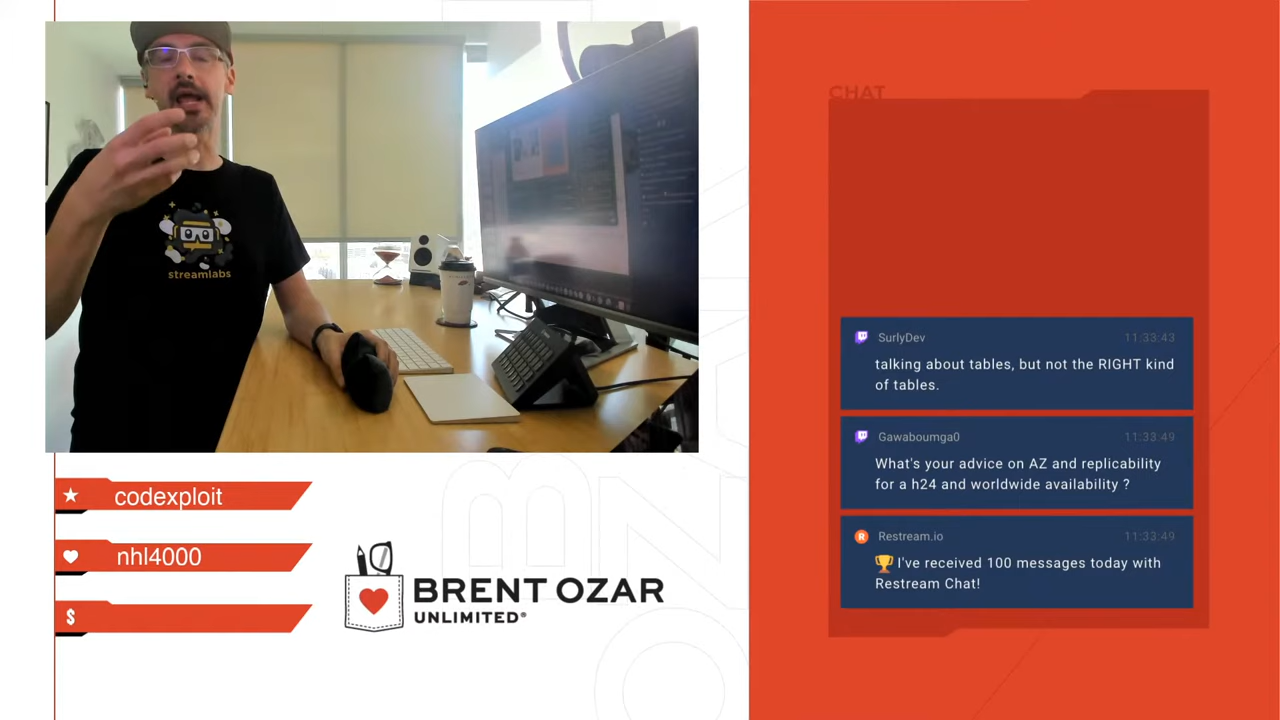 streamlabs
codexploit
nhl4000
$
BRENT OZAR
UNLIMITED®
CHAT
SurlyDev 11:33:43
talking about tables, but not the RIGHT kind
of tables.
Gawaboumga0 11:33:49
What's your advice on AZ and replicability
for a h24 and worldwide availability ?
Restream.io 11:33:49
🏆 I've received 100 messages today with
Restream Chat!